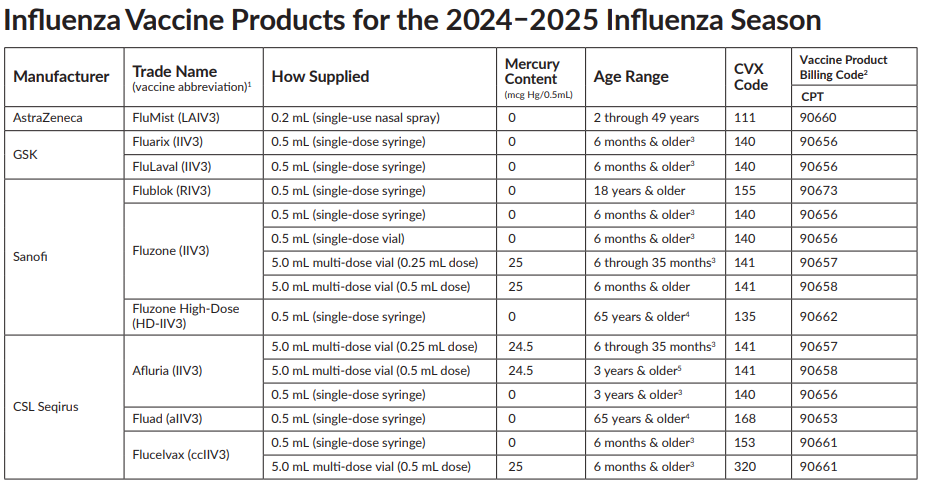 Influenza Vaccine Products for the 2024–2025 Influenza Season
Manufacturer Trade Name (vaccine abbreviation)¹ How Supplied Mercury Content (mcg Hg/0.5mL) Age Range CVX Code Vaccine Product Billing Code²
CPT
AstraZeneca FluMist (LAIV3) 0.2 mL (single-use nasal spray) 0 2 through 49 years 111 90660
GSK Fluarix (IIV3) 0.5 mL (single-dose syringe) 0 6 months & older³ 140 90656
FluLaval (IIV3) 0.5 mL (single-dose syringe) 0 6 months & older³ 140 90656
Sanofi Flublok (RIV3) 0.5 mL (single-dose syringe) 0 18 years & older 155 90673
Fluzone (IIV3) 0.5 mL (single-dose syringe) 0 6 months & older³ 140 90656
0.5 mL (single-dose vial) 0 6 months & older³ 140 90656
5.0 mL multi-dose vial (0.25 mL dose) 25 6 through 35 months³ 141 90657
5.0 mL multi-dose vial (0.5 mL dose) 25 6 months & older 141 90658
Fluzone High-Dose (HD-IIV3) 0.5 mL (single-dose syringe) 0 65 years & older⁴ 135 90662
CSL Seqirus Afluria (IIV3) 5.0 mL multi-dose vial (0.25 mL dose) 24.5 6 through 35 months³ 141 90657
5.0 mL multi-dose vial (0.5 mL dose) 24.5 3 years & older⁵ 141 90658
0.5 mL (single-dose syringe) 0 3 years & older³ 140 90656
Fluad (aIIV3) 0.5 mL (single-dose syringe) 0 65 years & older⁴ 168 90653
Flucelvax (ccIIV3) 0.5 mL (single-dose syringe) 0 6 months & older³ 153 90661
5.0 mL multi-dose vial (0.5 mL dose) 25 6 months & older³ 320 90661